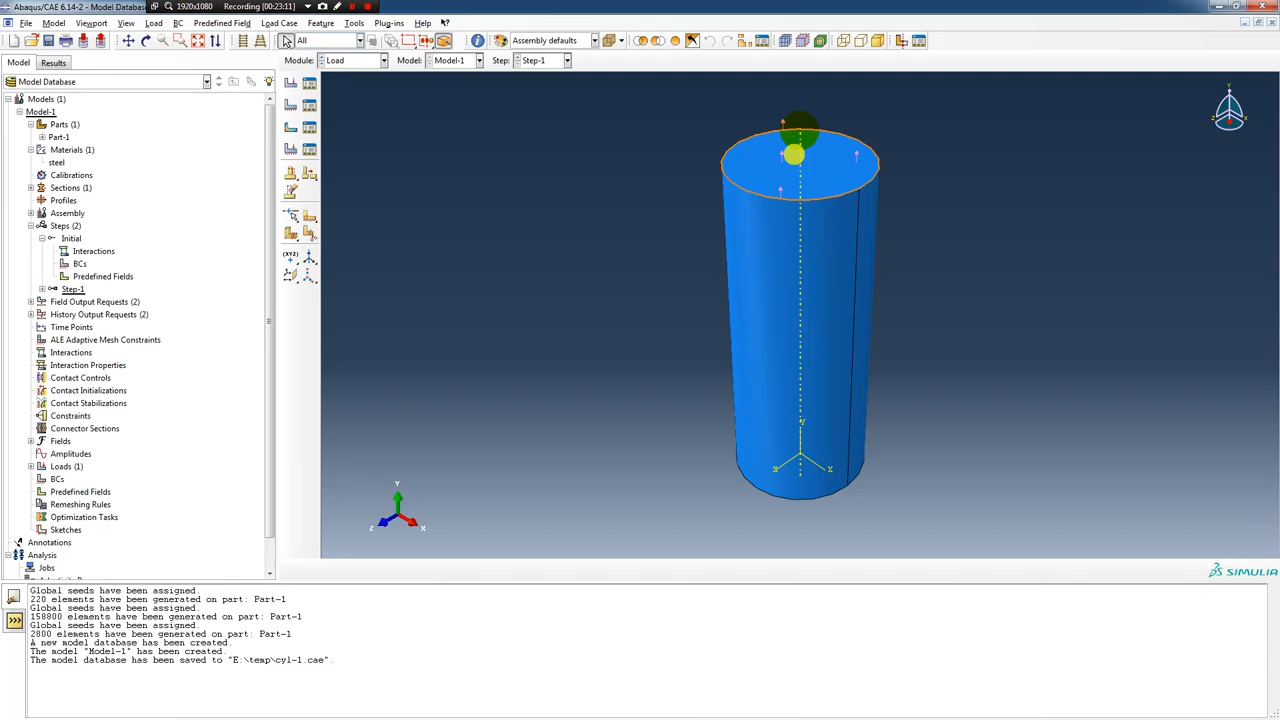 Abaqus/CAE 6.14-2 - Model Databas
1920x1080
Recording [00:23:11]
File Model Viewport View Load BC Predefined Field Load Case Feature Tools Plug-ins Help
All
Assembly defaults
Model Results
Module: Load Model: Model-1 Step: Step-1
Model Database
Models (1)
Model-1
Parts (1)
Part-1
Materials (1)
steel
Calibrations
Sections (1)
Profiles
Assembly
Steps (2)
Initial
Interactions
BCs
Predefined Fields
Step-1
Field Output Requests (2)
History Output Requests (2)
Time Points
ALE Adaptive Mesh Constraints
Interactions
Interaction Properties
Contact Controls
Contact Initializations
Contact Stabilizations
Constraints
Connector Sections
Fields
Amplitudes
Loads (1)
BCs
Predefined Fields
Remeshing Rules
Optimization Tasks
Sketches
Annotations
Analysis
Jobs
Y
Z X
Y
Z X
Y
Z X
SIMULIA
Global seeds have been assigned.
220 elements have been generated on part: Part-1
Global seeds have been assigned.
158800 elements have been generated on part: Part-1
Global seeds have been assigned.
2800 elements have been generated on part: Part-1
A new model database has been created.
The model "Model-1" has been created.
The model database has been saved to "E:\temp\cyl-1.cae".